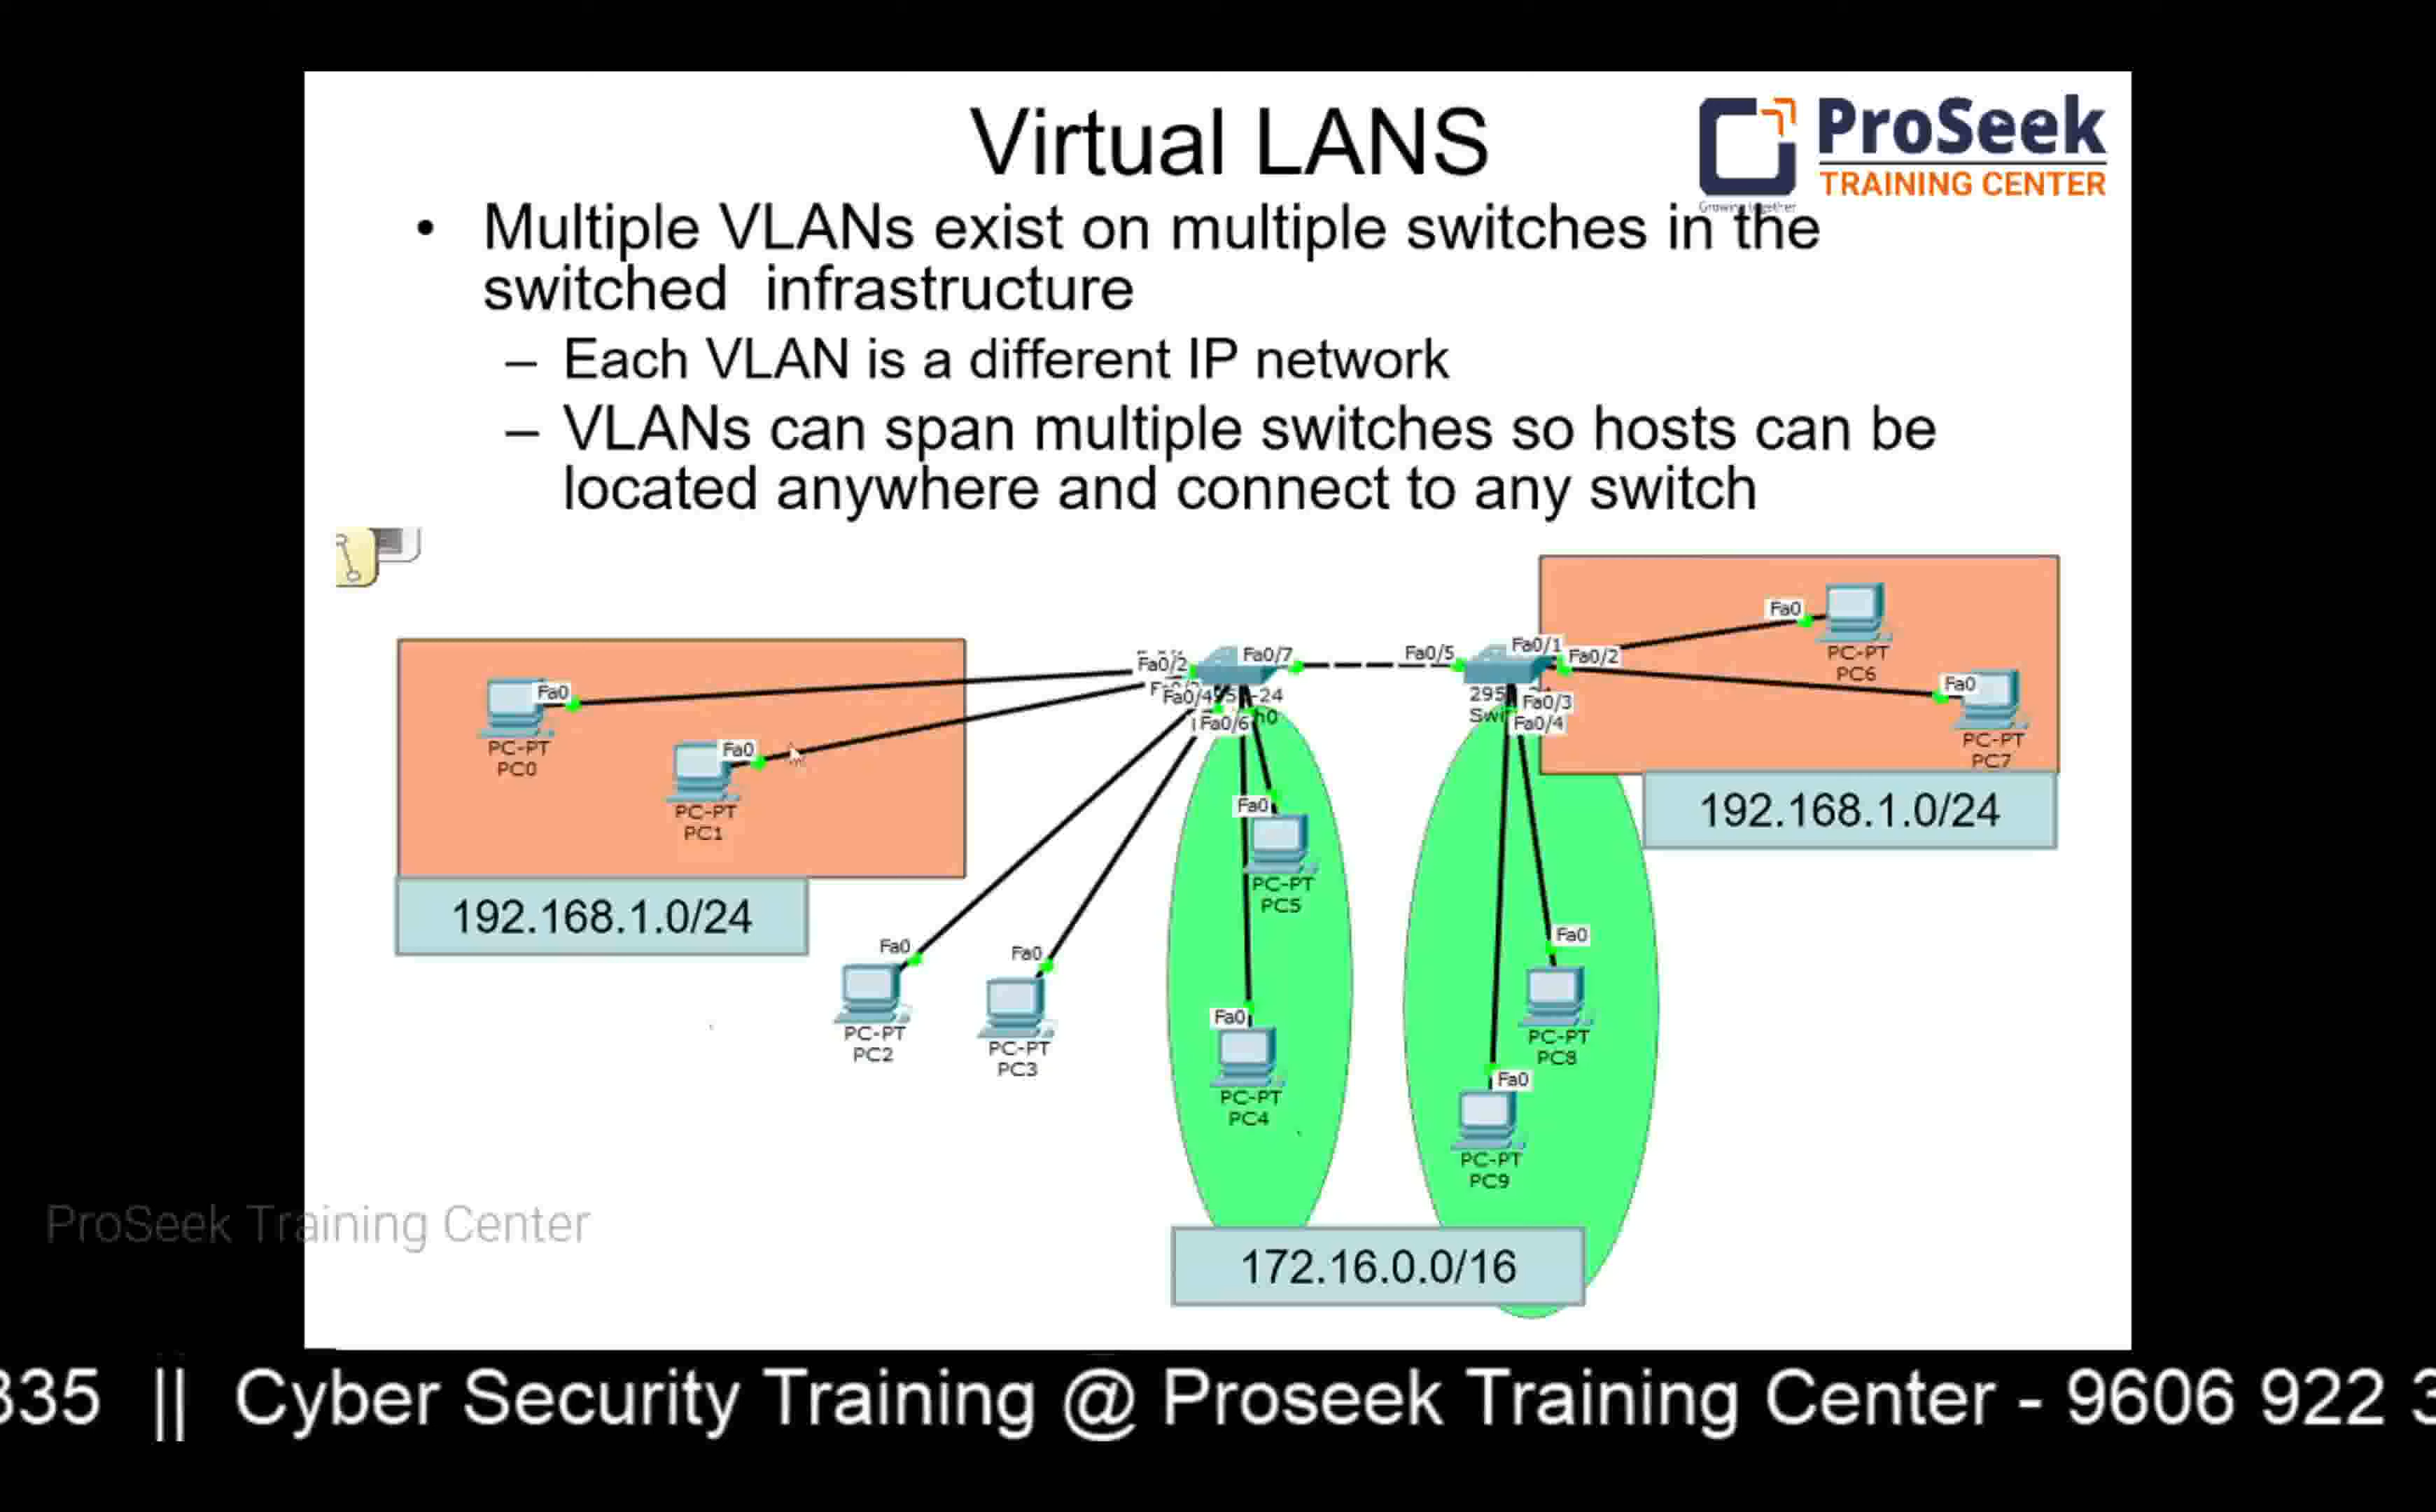 Virtual LANS
ProSeek
TRAINING CENTER
Growing together
• Multiple VLANs exist on multiple switches in the
switched infrastructure
– Each VLAN is a different IP network
– VLANs can span multiple switches so hosts can be
located anywhere and connect to any switch
Fa0
PC-PT
PC0
Fa0
PC-PT
PC1
192.168.1.0/24
Fa0/2
Fa0/7
Fa0/4
-24
Fa0/6
Fa0/5
Fa0/1
Fa0/2
295
Fa0/3
Fa0/4
Fa0
PC-PT
PC6
Fa0
PC-PT
PC7
192.168.1.0/24
Fa0
PC-PT
PC2
Fa0
PC-PT
PC3
Fa0
PC-PT
PC5
Fa0
PC-PT
PC4
Fa0
PC-PT
PC8
Fa0
PC-PT
PC9
172.16.0.0/16
ProSeek Training Center
335 || Cyber Security Training @ Proseek Training Center - 9606 922 3